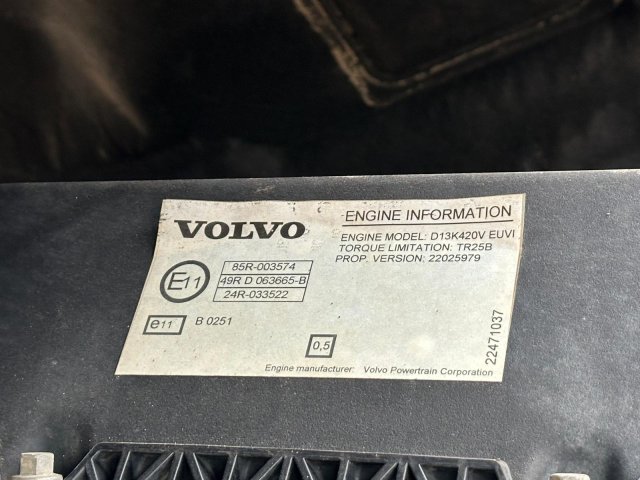 VOLVO
ENGINE INFORMATION
ENGINE MODEL: D13K420V EUVI
TORQUE LIMITATION: TR25B
PROP. VERSION: 22025979
E11
85R-003574
49R D 063665-B
24R-033522
e11
B 0251
0,5
22471037
Engine manufacturer: Volvo Powertrain Corporation